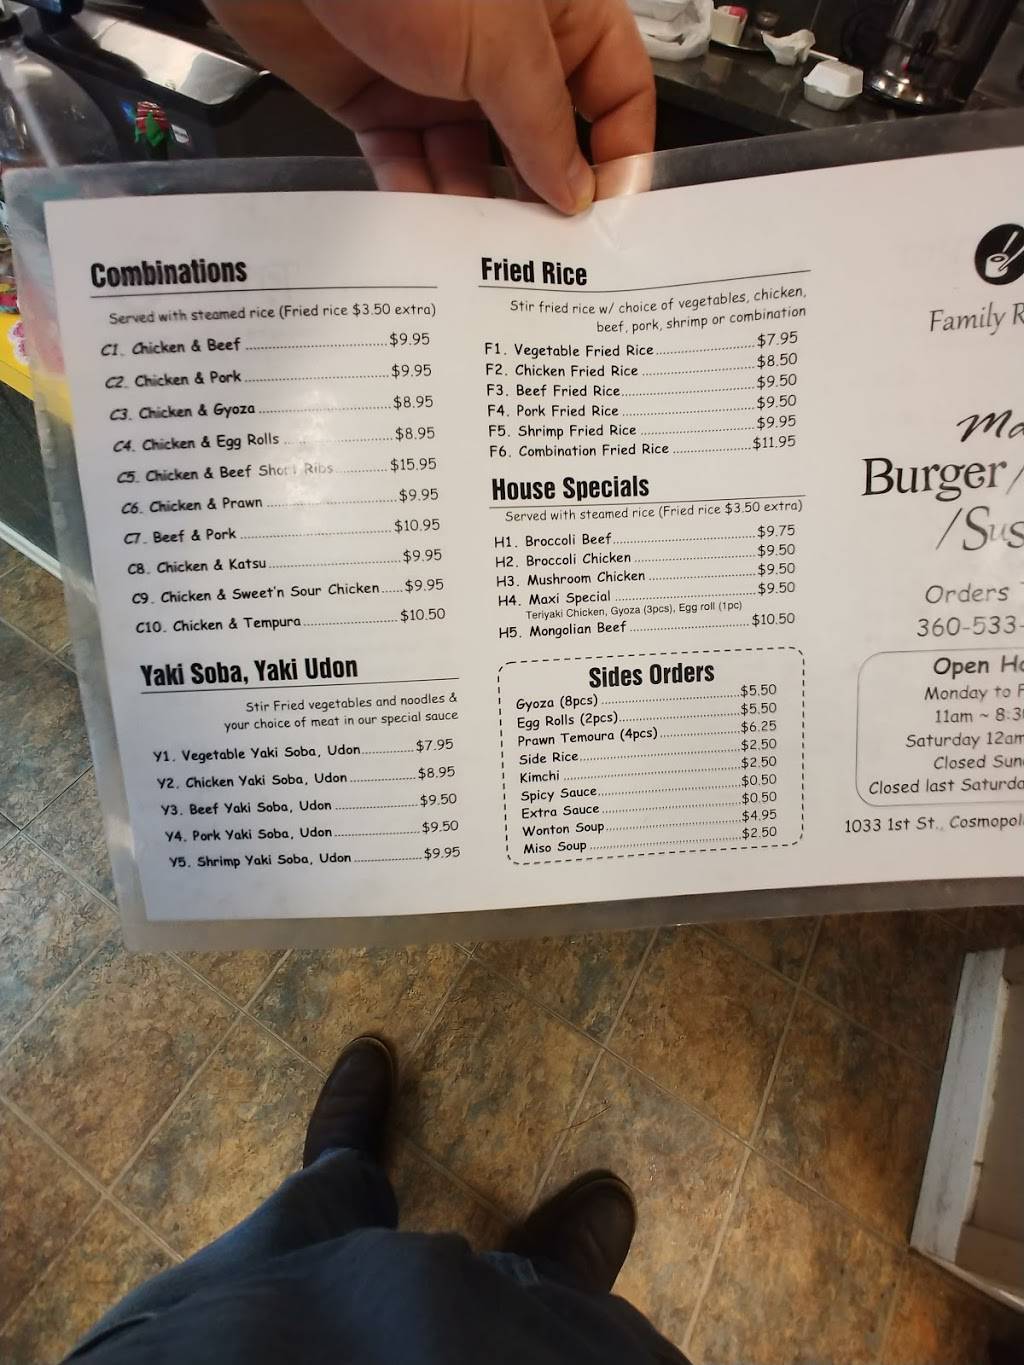 Combinations
Served with steamed rice (Fried rice $3.50 extra)
C1. Chicken & Beef $9.95
C2. Chicken & Pork $9.95
C3. Chicken & Gyoza $8.95
C4. Chicken & Egg Rolls $8.95
C5. Chicken & Beef Short Ribs $15.95
C6. Chicken & Prawn $9.95
C7. Beef & Pork $10.95
C8. Chicken & Katsu $9.95
C9. Chicken & Sweet'n Sour Chicken $9.95
C10. Chicken & Tempura $10.50
Yaki Soba, Yaki Udon
Stir Fried vegetables and noodles &
your choice of meat in our special sauce
Y1. Vegetable Yaki Soba, Udon $7.95
Y2. Chicken Yaki Soba, Udon $8.95
Y3. Beef Yaki Soba, Udon $9.50
Y4. Pork Yaki Soba, Udon $9.50
Y5. Shrimp Yaki Soba, Udon $9.95
Fried Rice
Stir fried rice w/ choice of vegetables, chicken,
beef, pork, shrimp or combination
F1. Vegetable Fried Rice $7.95
F2. Chicken Fried Rice $8.50
F3. Beef Fried Rice $9.50
F4. Pork Fried Rice $9.50
F5. Shrimp Fried Rice $9.95
F6. Combination Fried Rice $11.95
House Specials
Served with steamed rice (Fried rice $3.50 extra)
H1. Broccoli Beef $9.75
H2. Broccoli Chicken $9.50
H3. Mushroom Chicken $9.50
H4. Maxi Special $9.50
Teriyaki Chicken, Gyoza (3pcs), Egg roll (1pc)
H5. Mongolian Beef $10.50
Sides Orders
Gyoza (8pcs) $5.50
Egg Rolls (2pcs) $5.50
Prawn Temoura (4pcs) $6.25
Side Rice $2.50
Kimchi $2.50
Spicy Sauce $0.50
Extra Sauce $0.50
Wonton Soup $4.95
Miso Soup $2.50
Family R
Ma
Burger/
/Sus
Orders
360-533-
Open Ho
Monday to F
11am ~ 8:30
Saturday 12am
Closed Sun
Closed last Saturda
1033 1st St., Cosmopoli